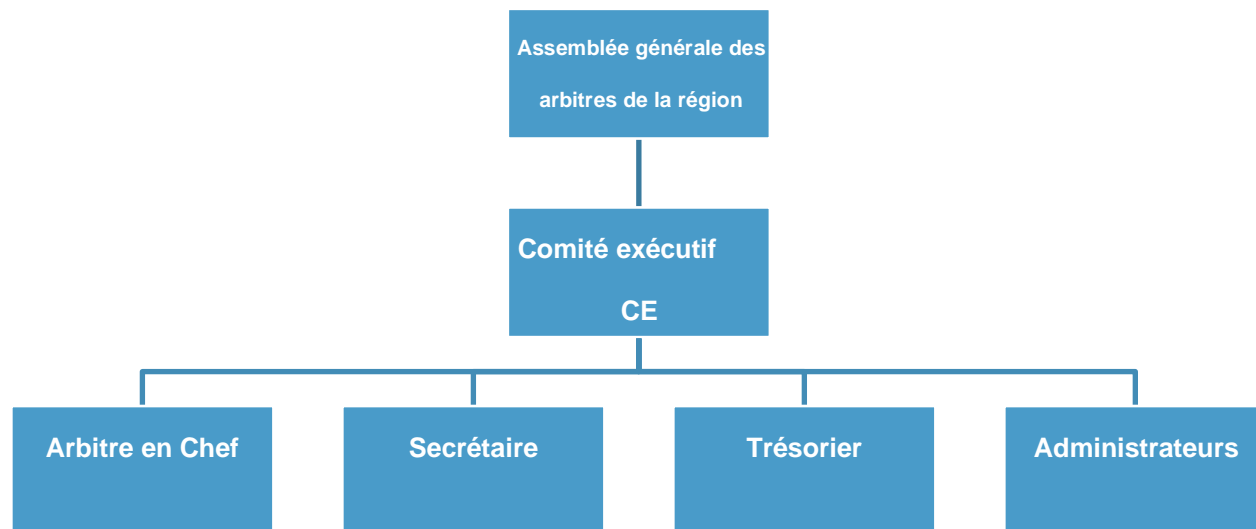 Assemblée générale des
arbitres de la région
Comité exécutif
CE
Arbitre en Chef
Secrétaire
Trésorier
Administrateurs